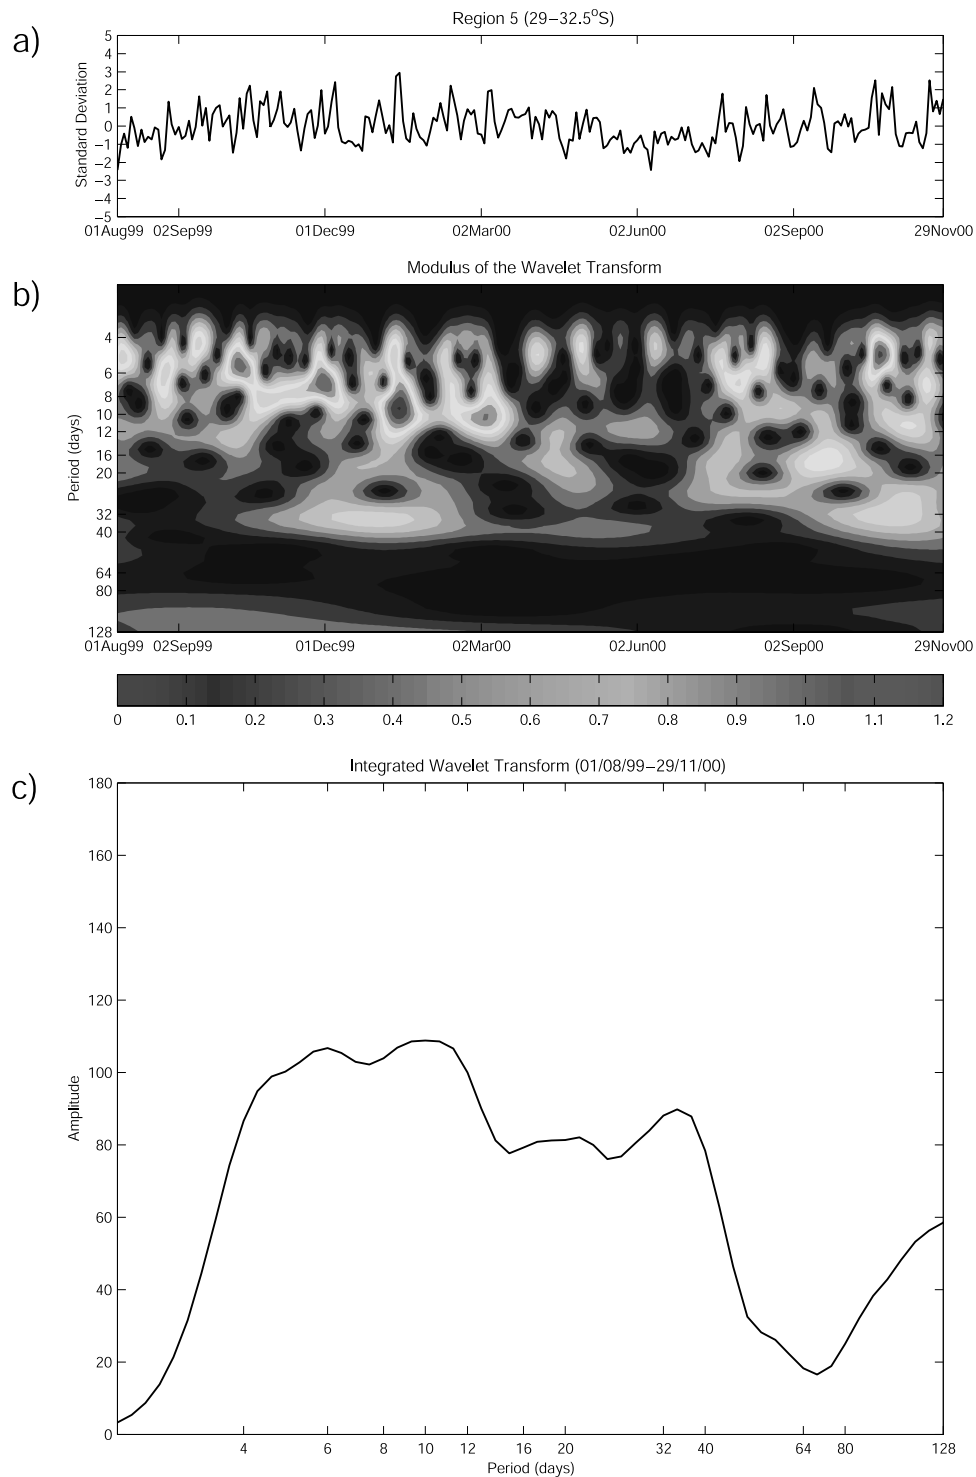 Region 5 (29–32.5°S)
a)
5
4
3
2
1
0
−1
−2
−3
−4
−5
Standard Deviation
01Aug99 02Sep99 01Dec99 02Mar00 02Jun00 02Sep00 29Nov00
Modulus of the Wavelet Transform
b)
4
6
8
10
12
16
20
32
40
64
80
128
Period (days)
01Aug99 02Sep99 01Dec99 02Mar00 02Jun00 02Sep00 29Nov00
0 0.1 0.2 0.3 0.4 0.5 0.6 0.7 0.8 0.9 1.0 1.1 1.2
Integrated Wavelet Transform (01/08/99–29/11/00)
c)
180
160
140
120
100
80
60
40
20
0
Amplitude
4 6 8 10 12 16 20 32 40 64 80 128
Period (days)